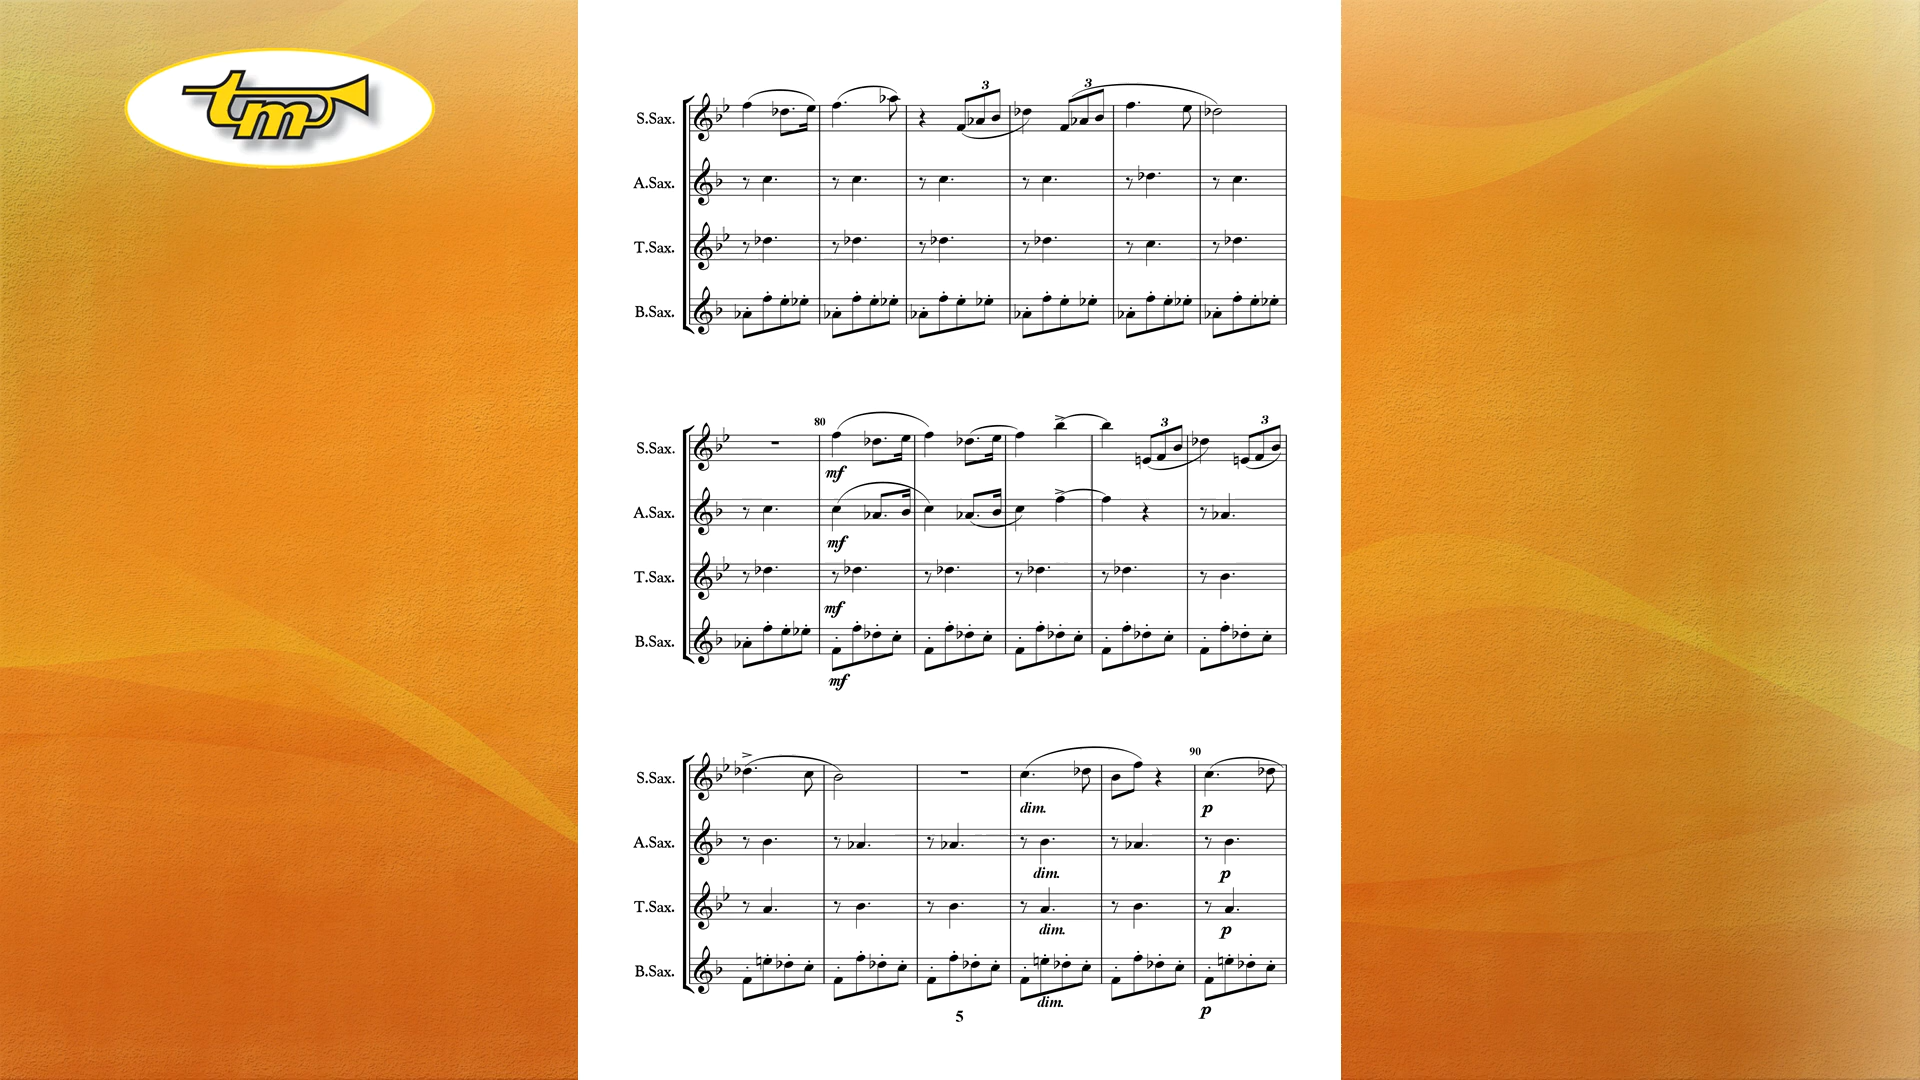 tm
3 3
S.Sax.
A.Sax.
T.Sax.
B.Sax.
80 3 3
S.Sax.
mf
A.Sax.
mf
T.Sax.
mf
B.Sax.
mf
90
S.Sax.
dim. p
A.Sax.
dim. p
T.Sax.
dim. p
B.Sax.
dim. p
5